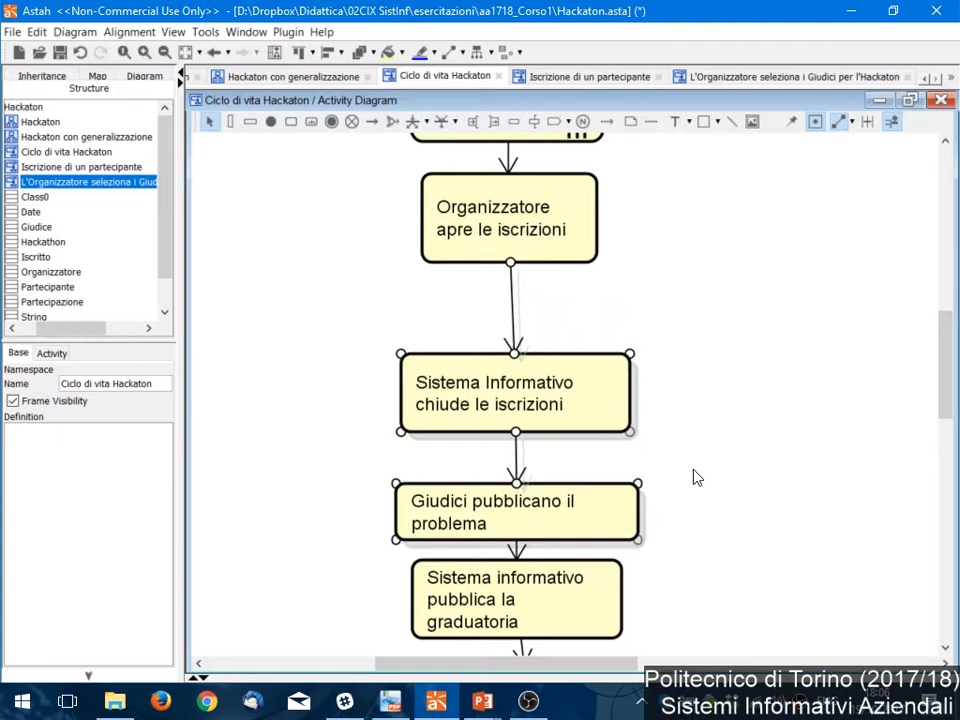 Astah <<Non-Commercial Use Only>> - [D:\Dropbox\Didattica\02CIX SistInf\esercitazioni\aa1718_Corso1\Hackaton.asta] (*)
File Edit Diagram Alignment View Tools Window Plugin Help
Inheritance Map Diagram
Structure
Hackaton con generalizzazione
Ciclo di vita Hackaton
Iscrizione di un partecipante
L'Organizzatore seleziona i Giudici per l'Hackaton
Ciclo di vita Hackaton / Activity Diagram
Hackaton
Hackaton
Hackaton con generalizzazione
Ciclo di vita Hackaton
Iscrizione di un partecipante
L'Organizzatore seleziona i Giud
Class0
Date
Giudice
Hackathon
Iscritto
Organizzatore
Partecipante
Partecipazione
String
Base Activity
Namespace
Name Ciclo di vita Hackaton
Frame Visibility
Definition
Organizzatore
apre le iscrizioni
Sistema Informativo
chiude le iscrizioni
Giudici pubblicano il
problema
Sistema informativo
pubblica la
graduatoria
Politecnico di Torino (2017/18)
Sistemi Informativi Aziendali
18:06